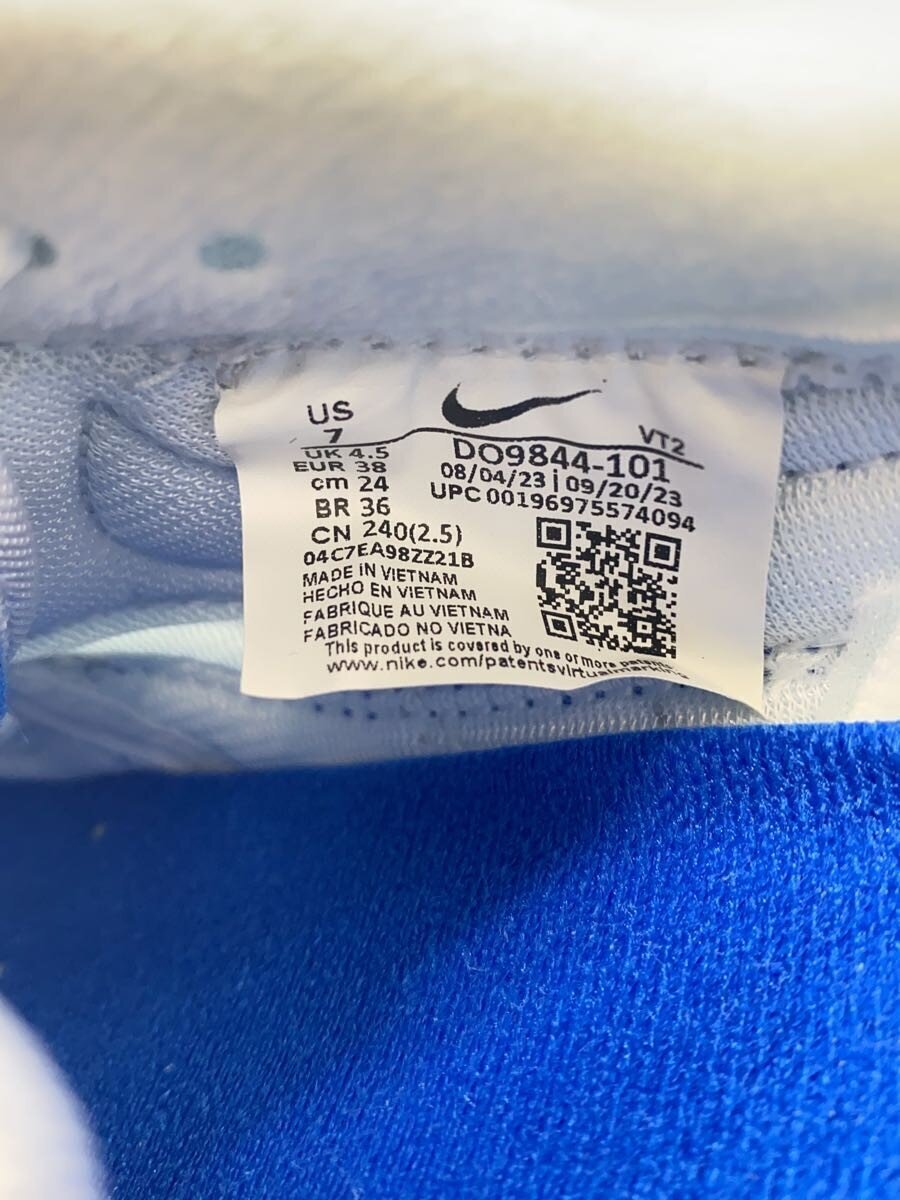 US
7
UK 4.5
EUR 38
cm 24
BR 36
CN 240(2.5)
04C7EA98ZZ21B
MADE IN VIETNAM
HECHO EN VIETNAM
FABRIQUE AU VIETNAM
FABRICADO NO VIETNA
VT2
DO9844-101
08/04/23 | 09/20/23
UPC 00196975574094
This product is covered by one or more patents
www.nike.com/patentsvirtualmarking